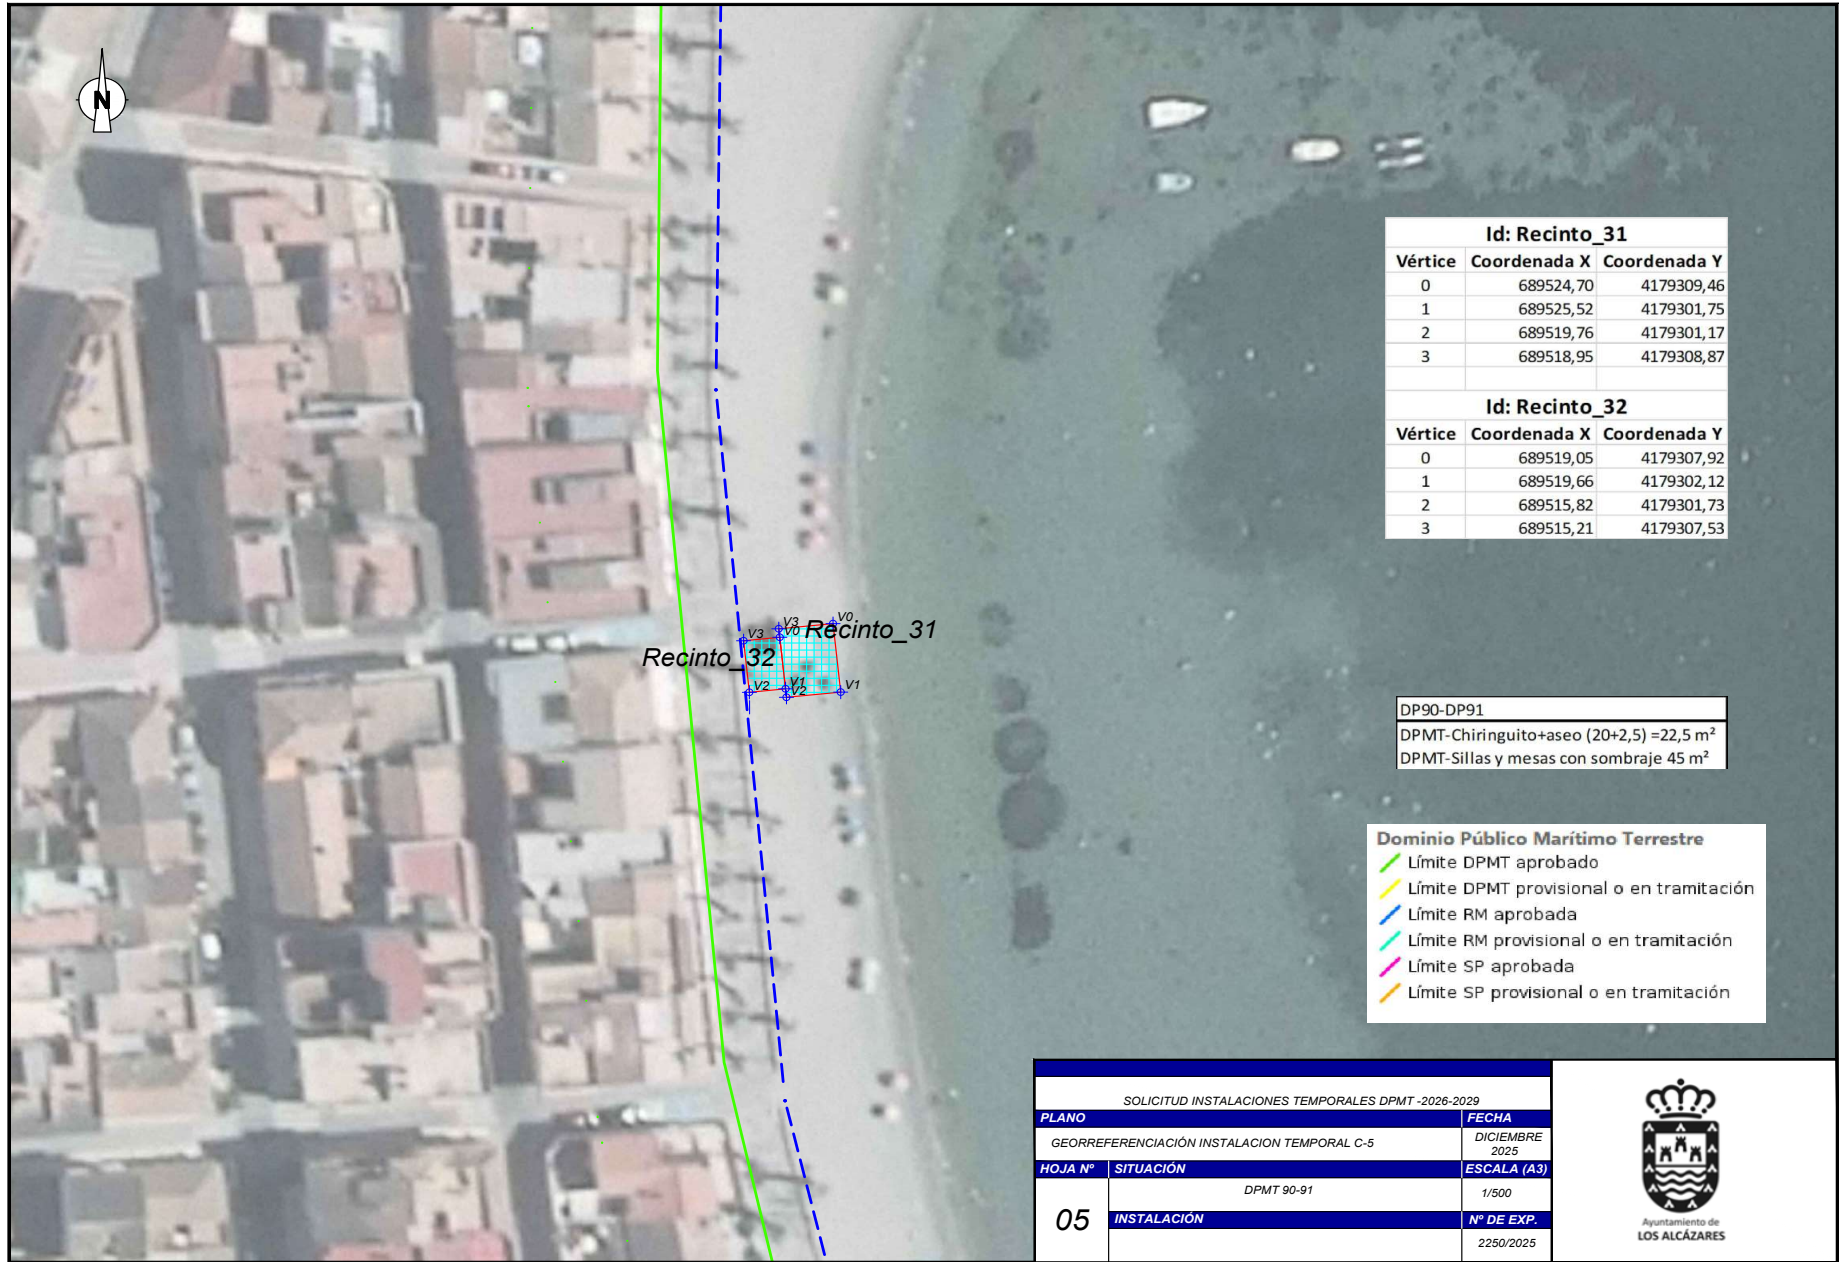 N
Id: Recinto_31
Vértice Coordenada X Coordenada Y
0 689524,70 4179309,46
1 689525,52 4179301,75
2 689519,76 4179301,17
3 689518,95 4179308,87
Id: Recinto_32
Vértice Coordenada X Coordenada Y
0 689519,05 4179307,92
1 689519,66 4179302,12
2 689515,82 4179301,73
3 689515,21 4179307,53
V3 V0
V3 V0 Recinto_31
Recinto_32
V2 V1 V1
V2
DP90-DP91
DPMT-Chiringuito+aseo (20+2,5) =22,5 m²
DPMT-Sillas y mesas con sombraje 45 m²
Dominio Público Marítimo Terrestre
Límite DPMT aprobado
Límite DPMT provisional o en tramitación
Límite RM aprobada
Límite RM provisional o en tramitación
Límite SP aprobada
Límite SP provisional o en tramitación
SOLICITUD INSTALACIONES TEMPORALES DPMT -2026-2029
PLANO FECHA
GEORREFERENCIACIÓN INSTALACION TEMPORAL C-5 DICIEMBRE
2025
HOJA Nº SITUACIÓN ESCALA (A3)
DPMT 90-91 1/500
05 INSTALACIÓN Nº DE EXP.
2250/2025
Ayuntamiento de
LOS ALCÁZARES